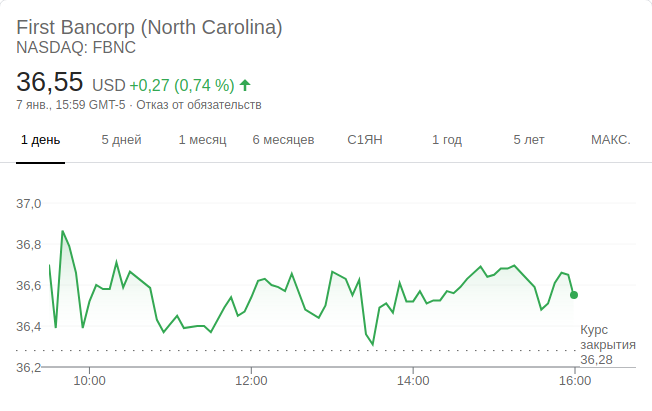 First Bancorp (North Carolina)
NASDAQ: FBNC
36,55 USD +0,27 (0,74 %)
7 янв., 15:59 GMT-5 · Отказ от обязательств
1 день 5 дней 1 месяц 6 месяцев С1ЯН 1 год 5 лет МАКС.
37,0
36,8
36,6
36,4
Курс
закрытия
36,28
36,2
10:00 12:00 14:00 16:00